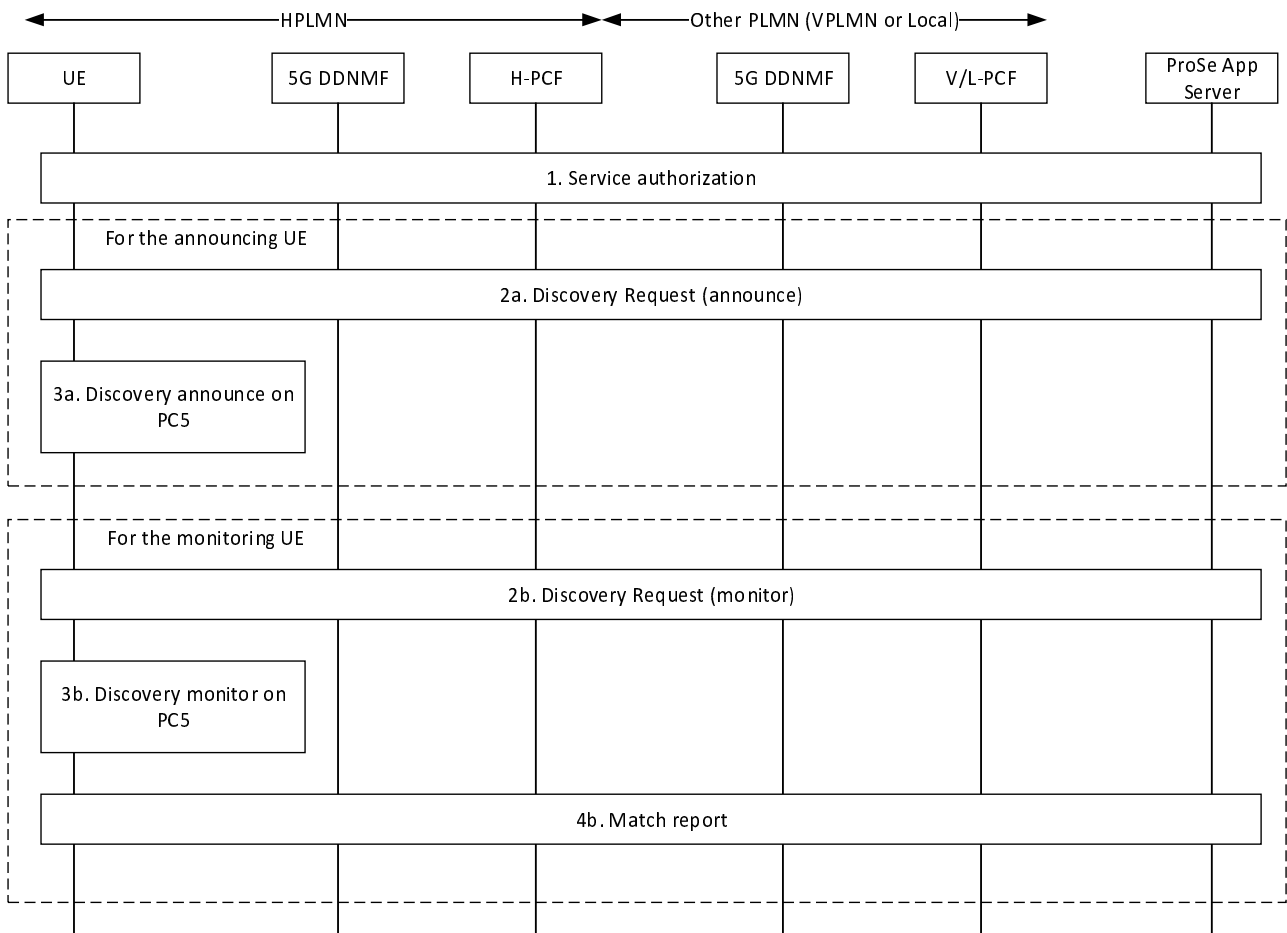 HPLMN
Other PLMN (VPLMN or Local)
UE
5G DDNMF
H-PCF
5G DDNMF
V/L-PCF
ProSe App
Server
1. Service authorization
For the announcing UE
2a. Discovery Request (announce)
3a. Discovery announce on
PC5
For the monitoring UE
2b. Discovery Request (monitor)
3b. Discovery monitor on
PC5
4b. Match report